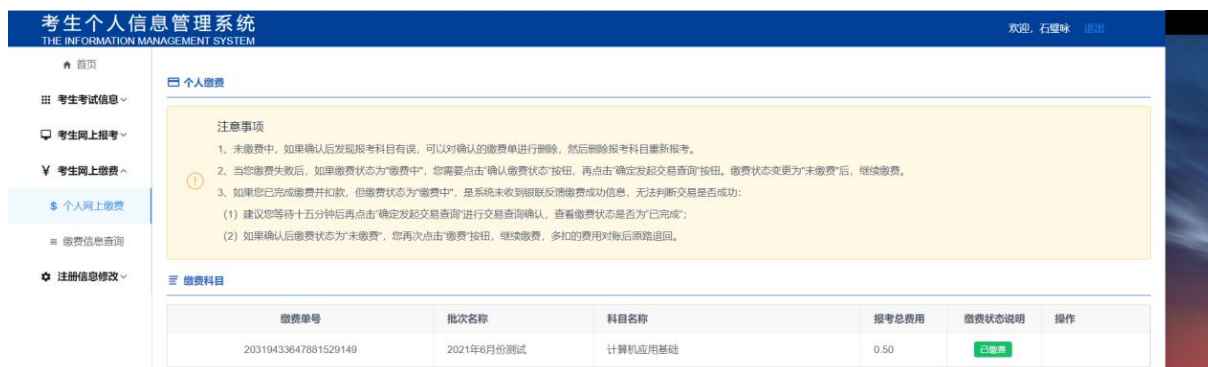 考生个人信息管理系统
THE INFORMATION MANAGEMENT SYSTEM
欢迎, 石壁咏 退出
首页
考生考试信息
考生网上报考
¥ 考生网上缴费
$ 个人网上缴费
缴费信息查询
注册信息修改
个人缴费
注意事项
1、未缴费中，如果确认后发现报考科目有误，可以对确认的缴费单进行删除，然后删除报考科目重新报考。
2、当您缴费失败后，如果缴费状态为"缴费中"，您需要点击"确认缴费状态"按钮，再点击"确定发起交易查询"按钮。缴费状态变更为"未缴费"后，继续缴费。
3、如果您已完成缴费并扣款，但缴费状态为"缴费中"，是系统未收到银联反馈缴费成功信息，无法判断交易是否成功：
(1) 建议您等待十五分钟后再点击"确定发起交易查询"进行交易查询确认，查看缴费状态是否为"已完成"；
(2) 如果确认后缴费状态为"未缴费"，您再次点击"缴费"按钮，继续缴费，多扣的费用对账后原路退回。
缴费科目
缴费单号 批次名称 科目名称 报考总费用 缴费状态说明 操作
20319433647881529149 2021年6月份测试 计算机应用基础 0.50 已缴费